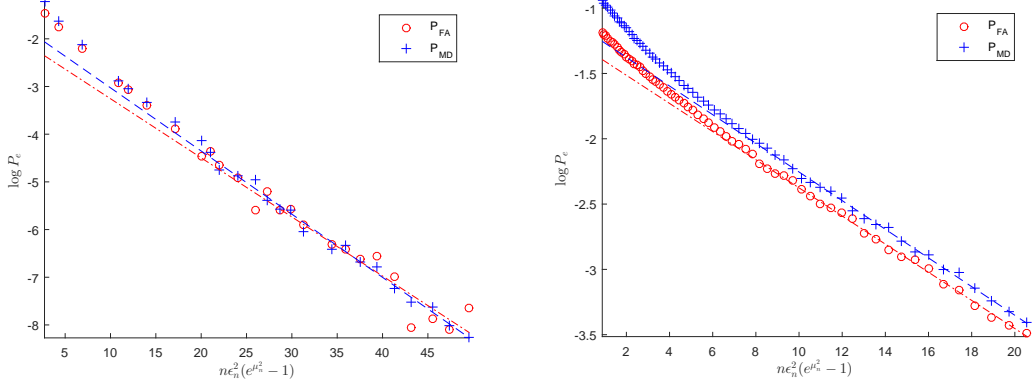 -2
-3
-4
-5
-6
-7
-8
5 10 15 20 25 30 35 40 45
log P_e
nϵ_n^2(e^{μ_n^2} − 1)
P_FA
P_MD
-1
-1.5
-2
-2.5
-3
-3.5
2 4 6 8 10 12 14 16 18 20
log P_e
nϵ_n^2(e^{μ_n^2} − 1)
P_FA
P_MD